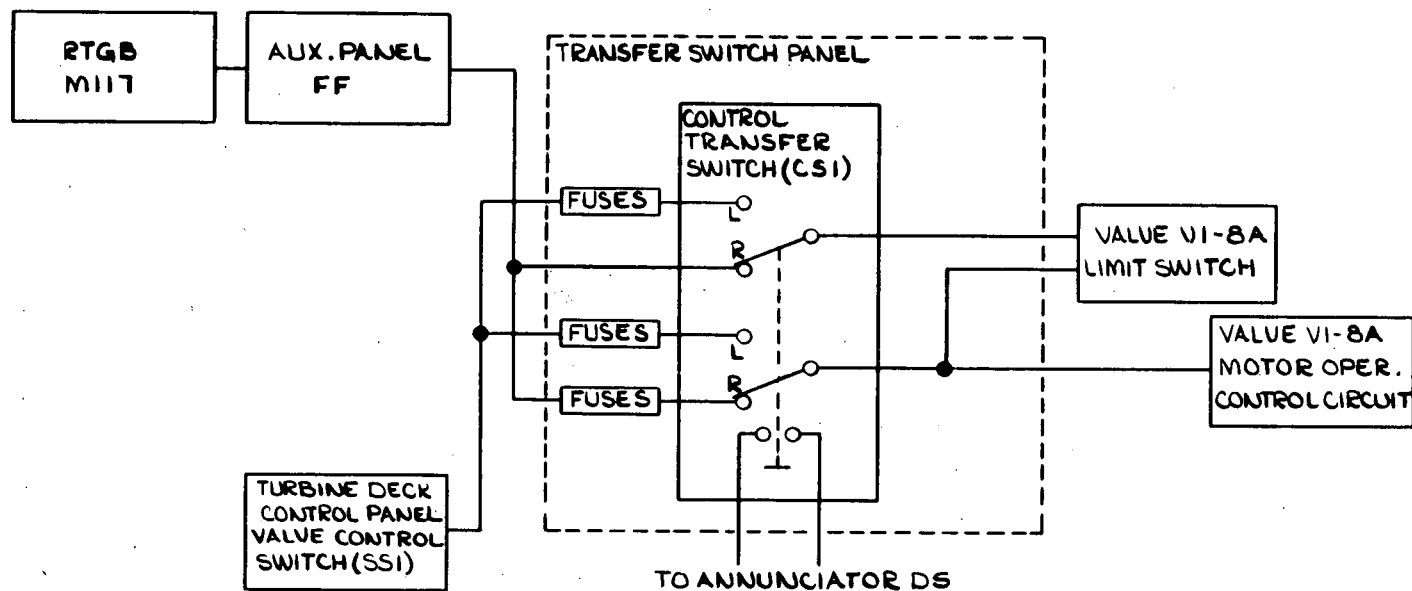 RTGB
M117
AUX. PANEL
FF
TRANSFER SWITCH PANEL
CONTROL
TRANSFER
SWITCH (CS1)
FUSES
L
R
FUSES
L
R
FUSES
VALUE V1-8A
LIMIT SWITCH
VALUE V1-8A
MOTOR OPER.
CONTROL CIRCUIT
TURBINE DECK
CONTROL PANEL
VALUE CONTROL
SWITCH (SS1)
TO ANNUNCIATOR DS